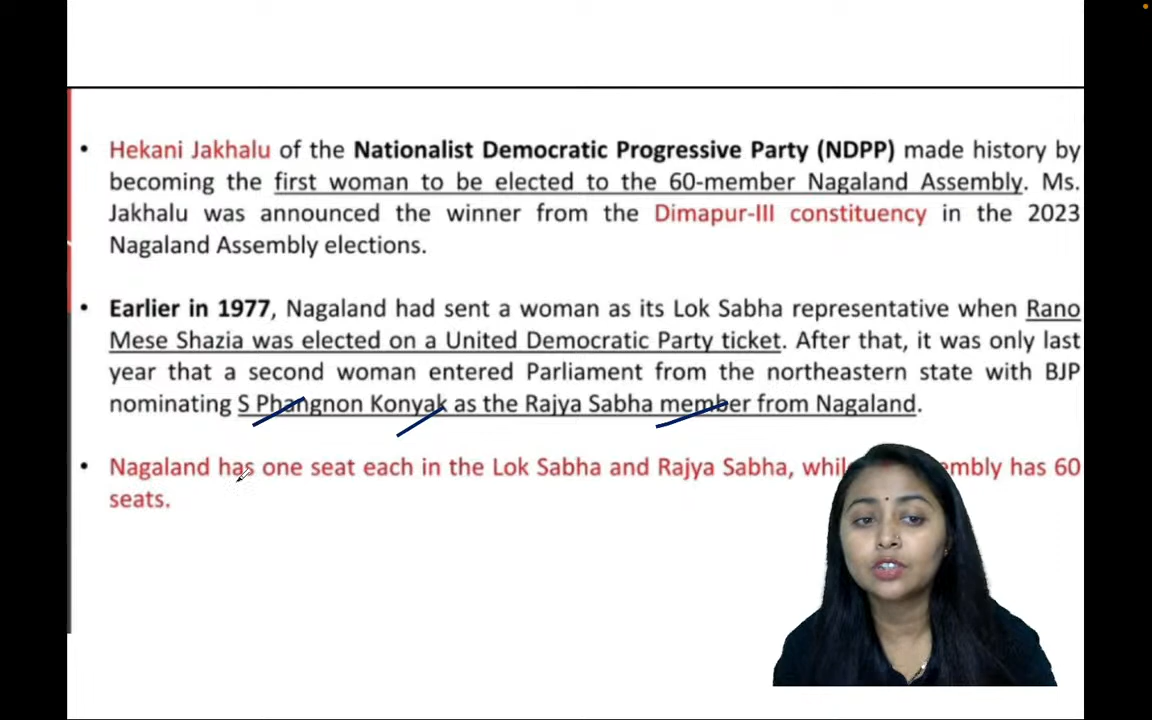 • Hekani Jakhalu of the Nationalist Democratic Progressive Party (NDPP) made history by
becoming the first woman to be elected to the 60-member Nagaland Assembly. Ms.
Jakhalu was announced the winner from the Dimapur-III constituency in the 2023
Nagaland Assembly elections.
• Earlier in 1977, Nagaland had sent a woman as its Lok Sabha representative when Rano
Mese Shazia was elected on a United Democratic Party ticket. After that, it was only last
year that a second woman entered Parliament from the northeastern state with BJP
nominating S Phangnon Konyak as the Rajya Sabha member from Nagaland.
• Nagaland has one seat each in the Lok Sabha and Rajya Sabha, whil embly has 60
seats.